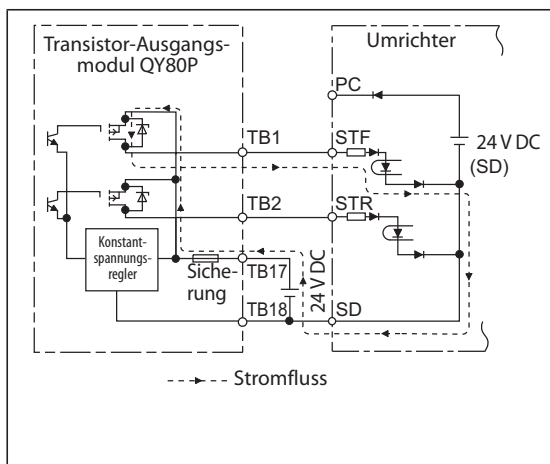 Transistor-Ausgangs-
modul QY80P
Umrichter
PC
TB1
STF
24 V DC
(SD)
TB2
STR
Konstant-
spannungs-
regler
Siche-
rung
TB17
24 V DC
TB18
SD
Stromfluss